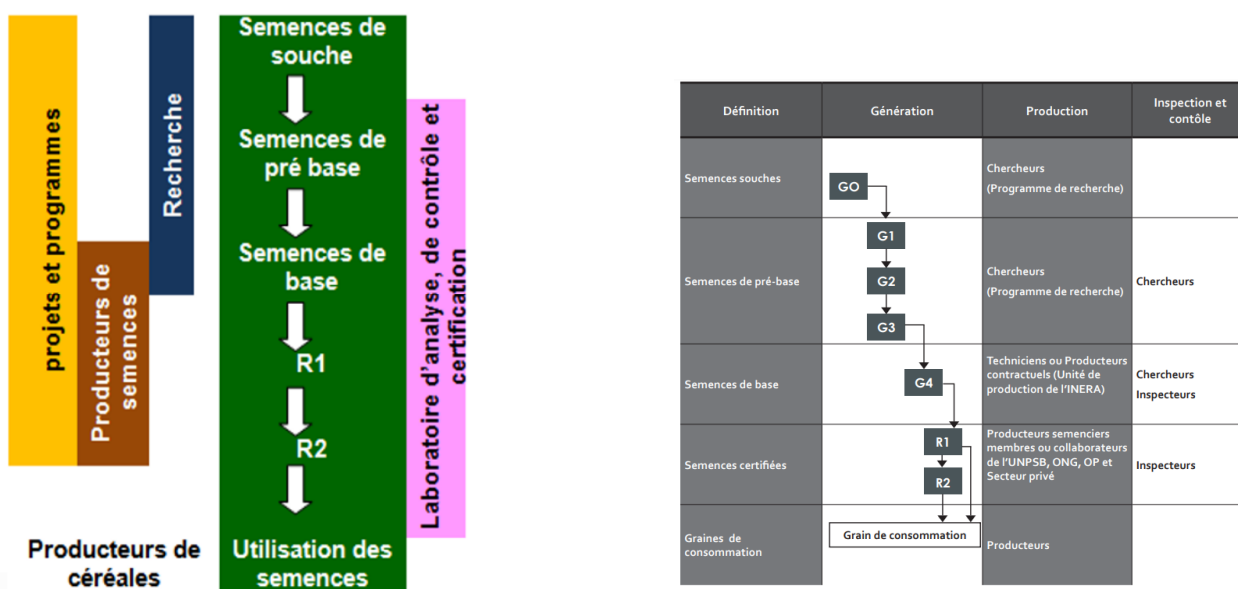 projets et programmes
Producteurs de
semences
Recherche
Semences de
souche
Semences de
pré base
Semences de
base
R1
R2
Utilisation des
semences
Laboratoire d'analyse, de contrôle et
certification
Producteurs de
céréales
Définition
Génération
Production
Inspection et
contôle
Semences souches
GO
Chercheurs
(Programme de recherche)
Semences de pré-base
G1
G2
G3
Chercheurs
(Programme de recherche)
Chercheurs
Semences de base
G4
Techniciens ou Producteurs
contractuels (Unité de
production de l'INERA)
Chercheurs
Inspecteurs
Semences certifiées
R1
R2
Producteurs semenciers
membres ou collaborateurs
de l'UNPSB, ONG, OP et
Secteur privé
Inspecteurs
Graines de
consommation
Grain de consommation
Producteurs